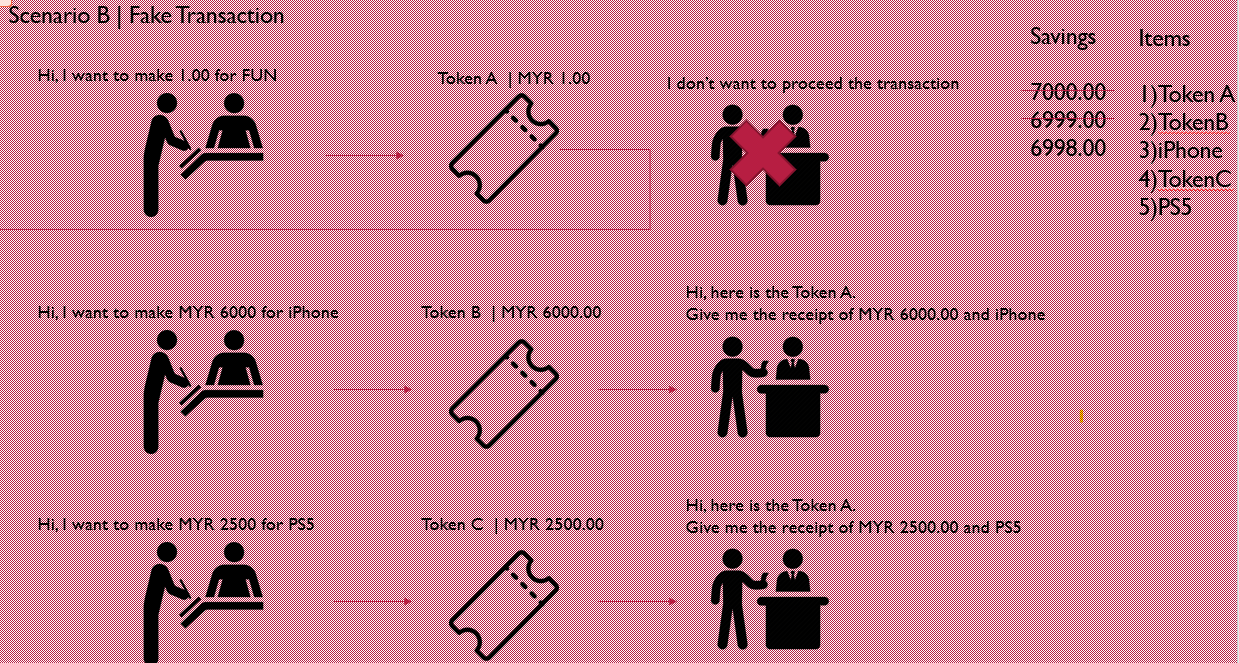 Scenario B | Fake Transaction
Savings
Items
Hi, I want to make 1.00 for FUN
Token A | MYR 1.00
I don't want to proceed the transaction
7000.00
6999.00
6998.00
1)Token A
2)TokenB
3)iPhone
4)TokenC
5)PS5
Hi, I want to make MYR 6000 for iPhone
Token B | MYR 6000.00
Hi, here is the Token A.
Give me the receipt of MYR 6000.00 and iPhone
Hi, I want to make MYR 2500 for PS5
Token C | MYR 2500.00
Hi, here is the Token A.
Give me the receipt of MYR 2500.00 and PS5